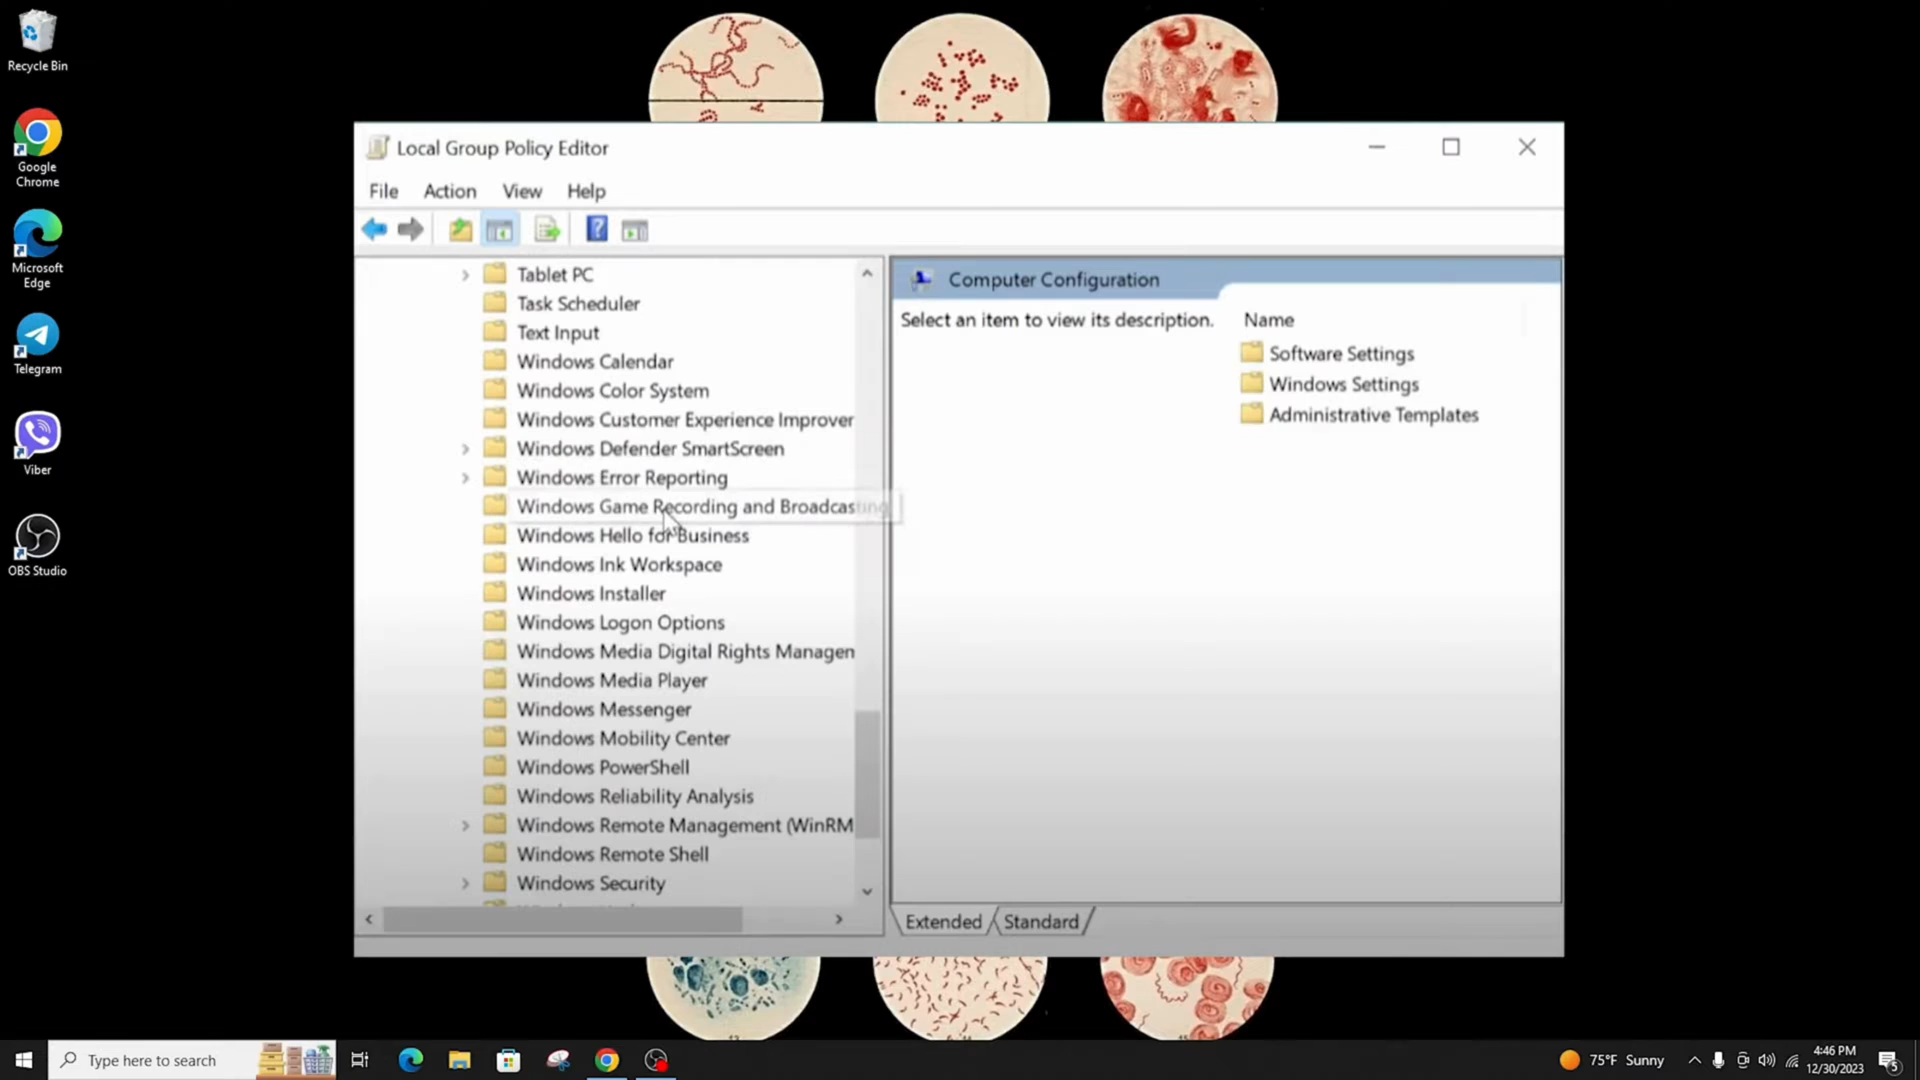 Recycle Bin
Google
Chrome
Microsoft
Edge
Telegram
Viber
OBS Studio
Local Group Policy Editor
File Action View Help
Tablet PC
Task Scheduler
Text Input
Windows Calendar
Windows Color System
Windows Customer Experience Improver
Windows Defender SmartScreen
Windows Error Reporting
Windows Game Recording and Broadcasting
Windows Hello for Business
Windows Ink Workspace
Windows Installer
Windows Logon Options
Windows Media Digital Rights Managen
Windows Media Player
Windows Messenger
Windows Mobility Center
Windows PowerShell
Windows Reliability Analysis
Windows Remote Management (WinRM
Windows Remote Shell
Windows Security
Computer Configuration
Select an item to view its description.
Name
Software Settings
Windows Settings
Administrative Templates
Extended Standard
Type here to search
75°F Sunny
4:46 PM
12/30/2023
5